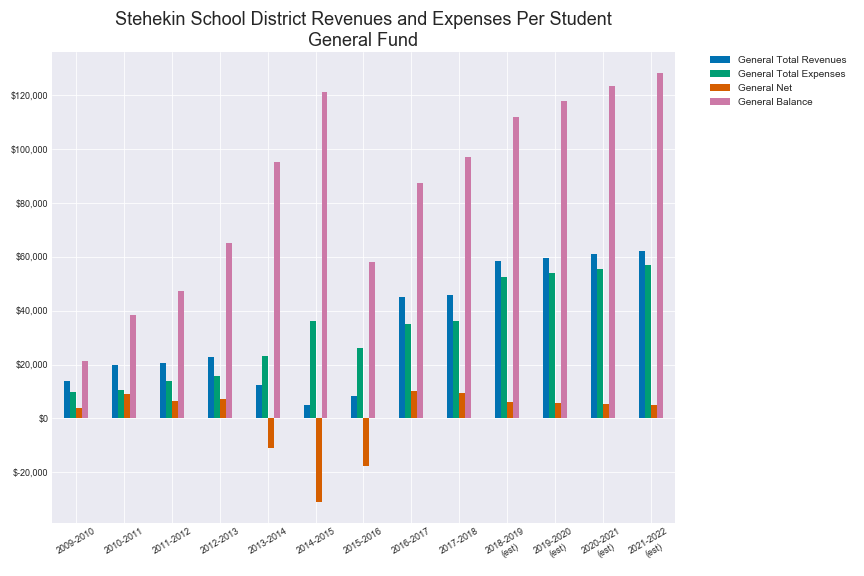 Stehekin School District Revenues and Expenses Per Student
General Fund
General Total Revenues
General Total Expenses
General Net
General Balance
$120,000
$100,000
$80,000
$60,000
$40,000
$20,000
$0
$-20,000
2009-2010
2010-2011
2011-2012
2012-2013
2013-2014
2014-2015
2015-2016
2016-2017
2017-2018
2018-2019
(est)
2019-2020
(est)
2020-2021
(est)
2021-2022
(est)